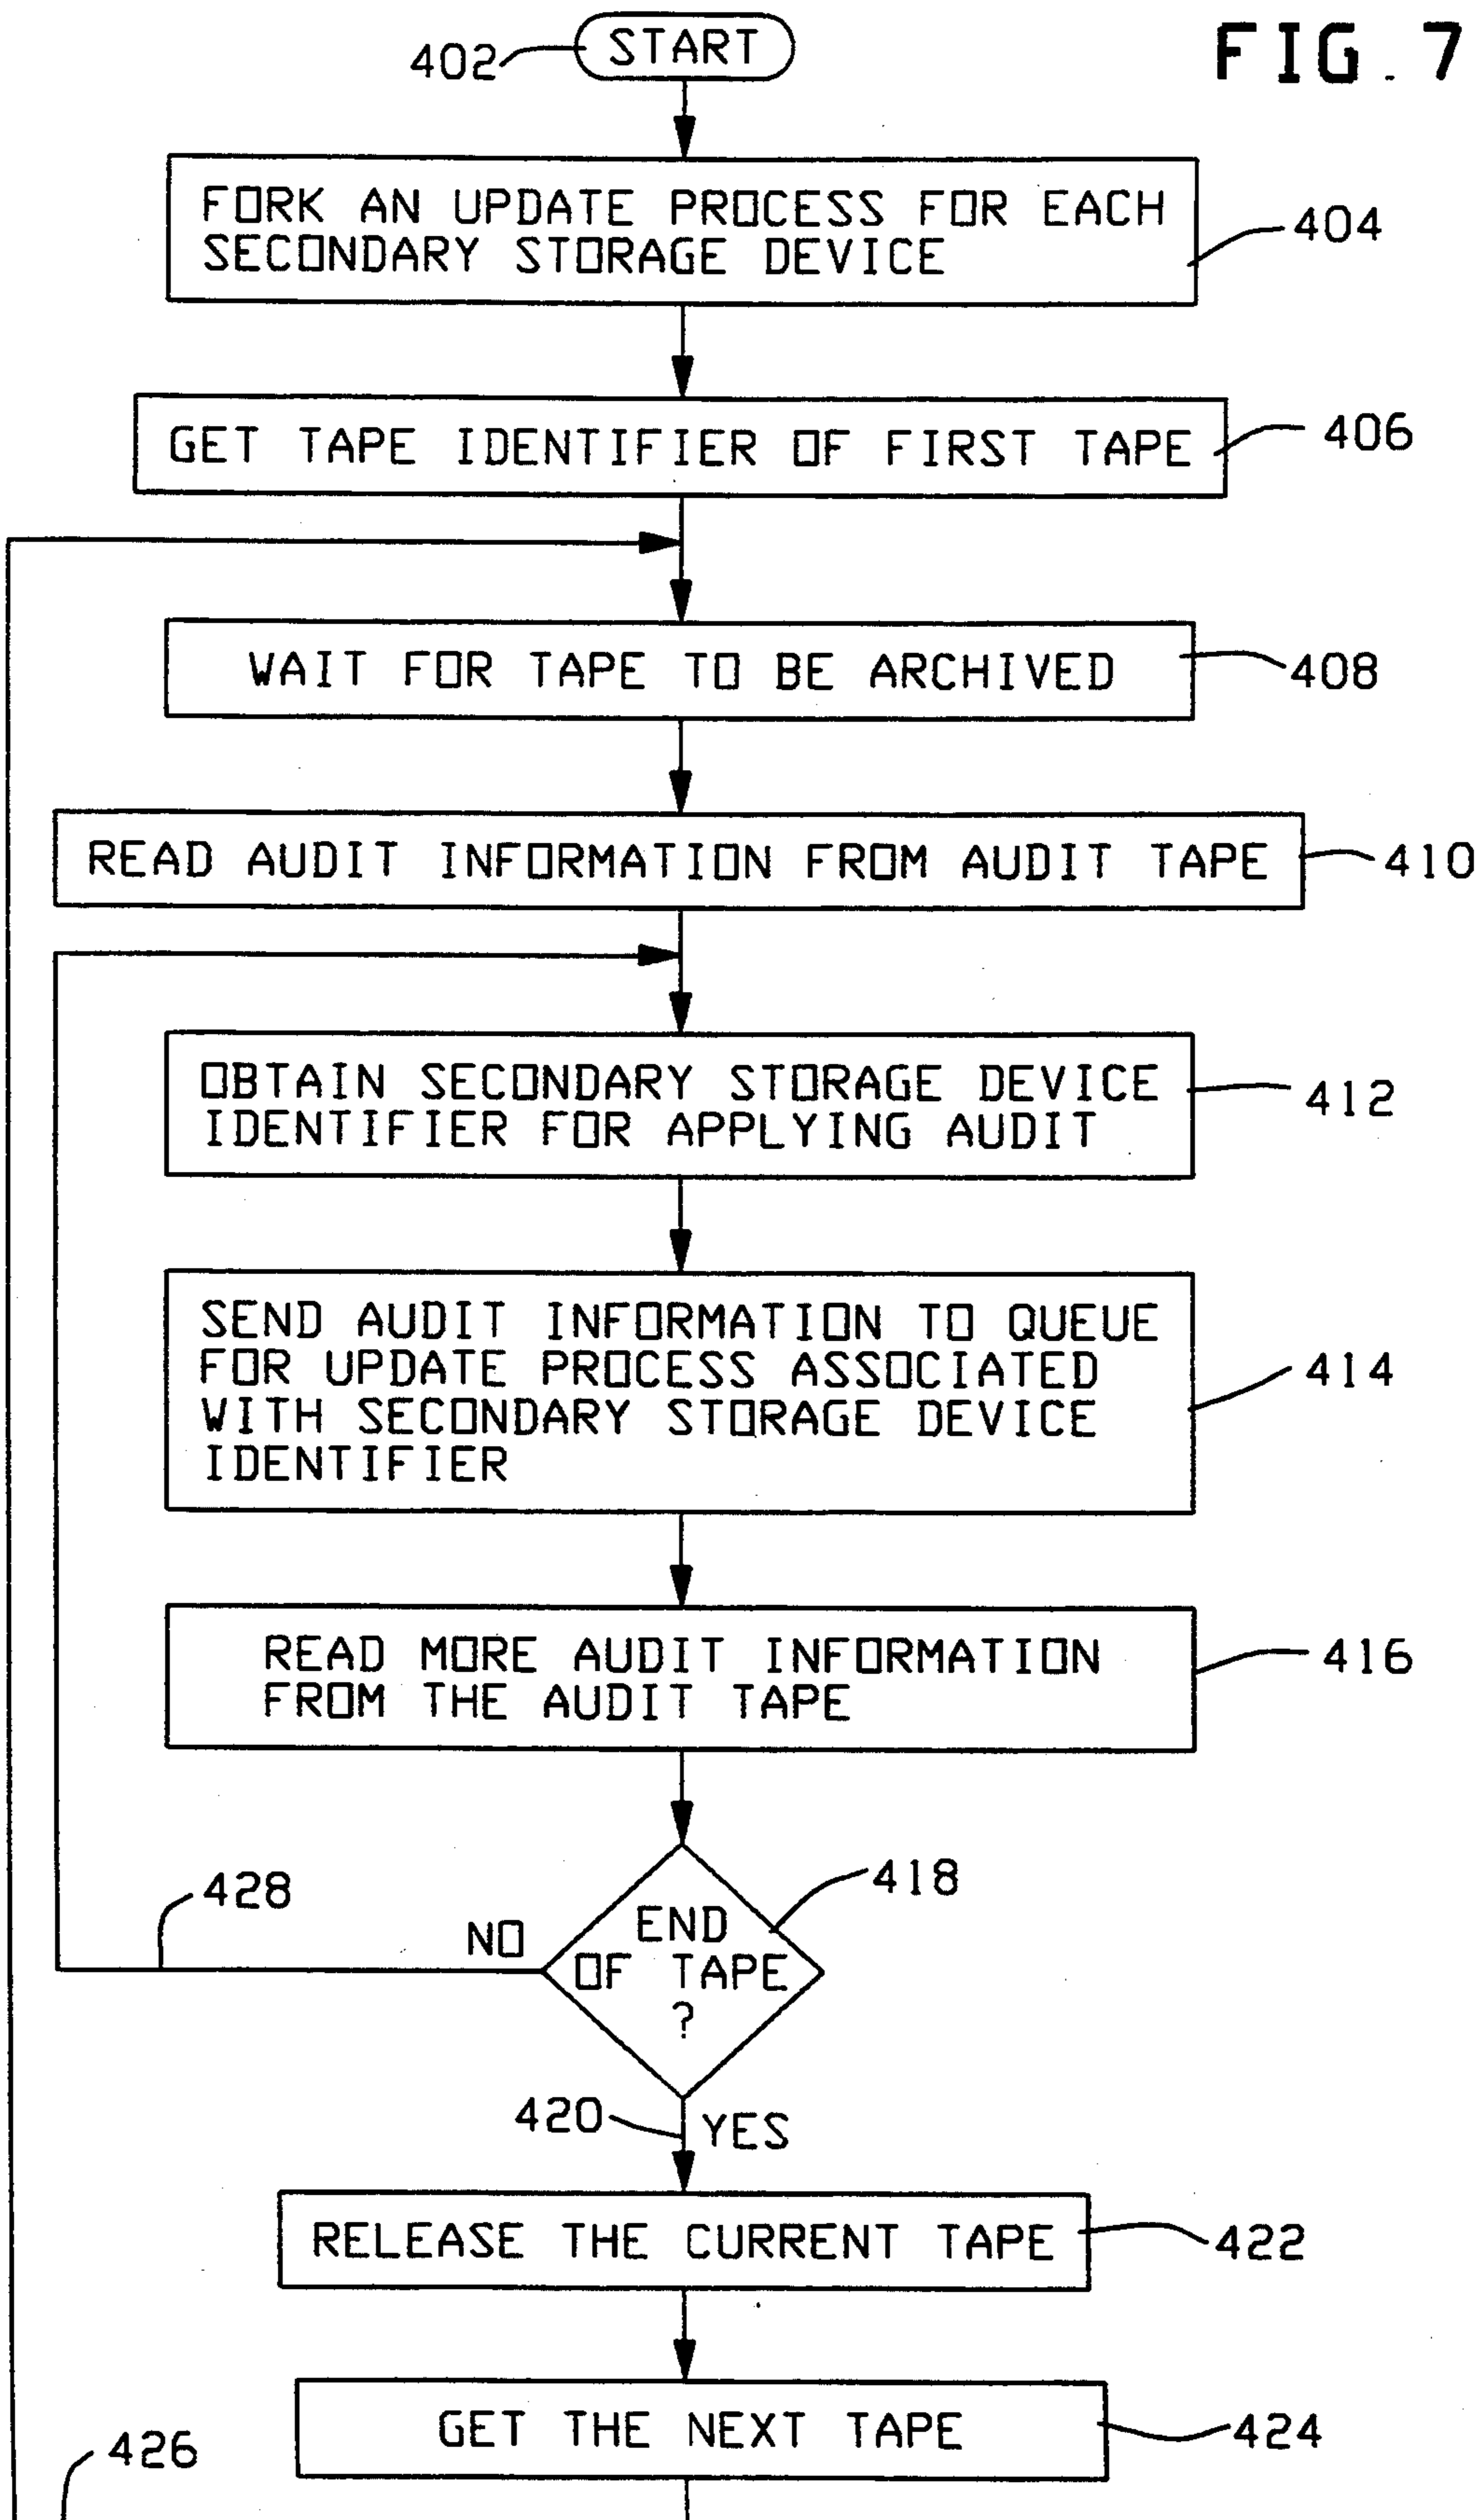 FIG. 7
402
START
FORK AN UPDATE PROCESS FOR EACH
SECONDARY STORAGE DEVICE
404
GET TAPE IDENTIFIER OF FIRST TAPE
406
WAIT FOR TAPE TO BE ARCHIVED
408
READ AUDIT INFORMATION FROM AUDIT TAPE
410
OBTAIN SECONDARY STORAGE DEVICE
IDENTIFIER FOR APPLYING AUDIT
412
SEND AUDIT INFORMATION TO QUEUE
FOR UPDATE PROCESS ASSOCIATED
WITH SECONDARY STORAGE DEVICE
IDENTIFIER
414
READ MORE AUDIT INFORMATION
FROM THE AUDIT TAPE
416
428
NO
END
OF TAPE
?
418
420
YES
RELEASE THE CURRENT TAPE
422
GET THE NEXT TAPE
424
426